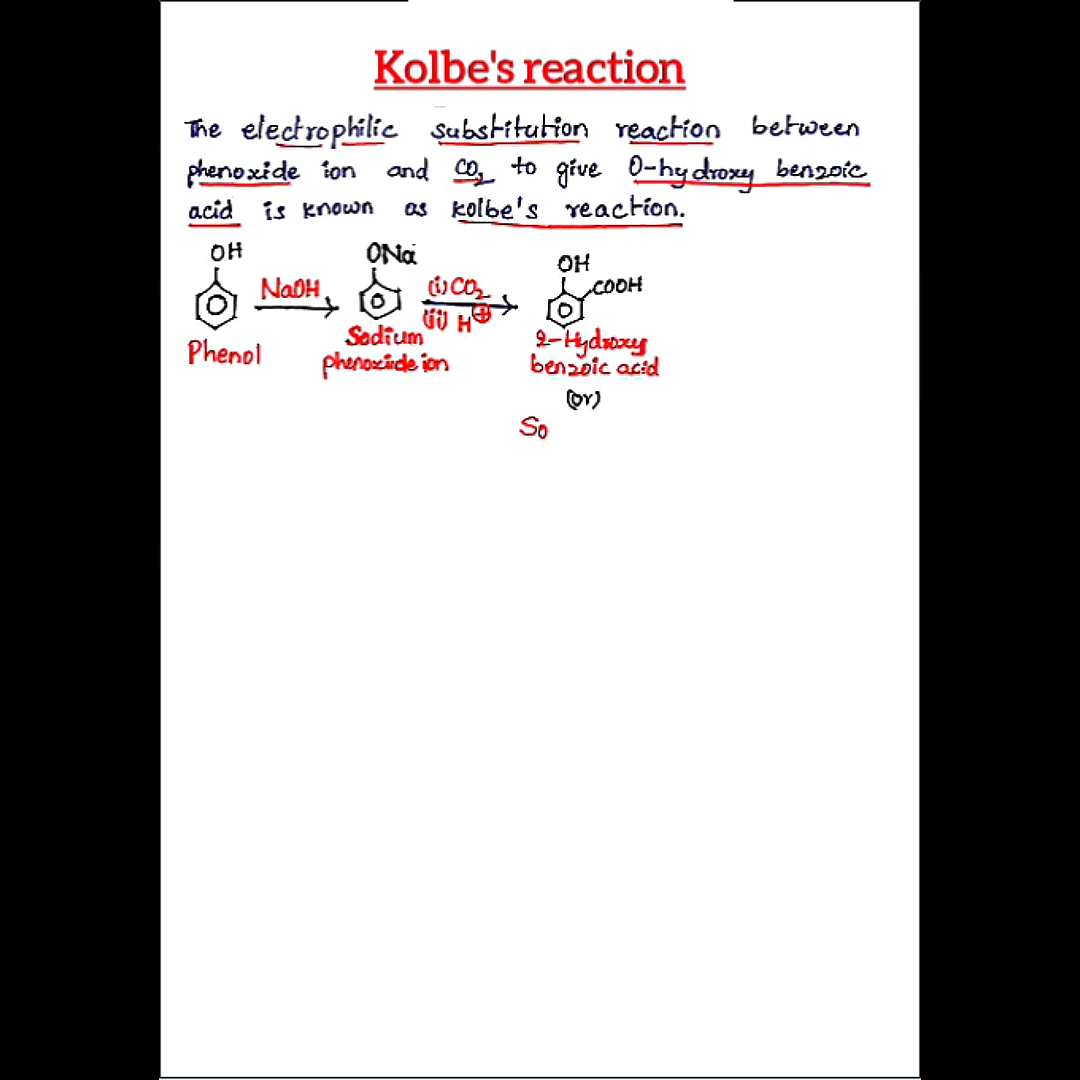 Kolbe's reaction
The electrophilic substitution reaction between
phenoxide ion and CO₂ to give O-hydroxy benzoic
acid is known as kolbe's reaction.
OH ONa OH
COOH
NaOH (i) CO₂
(ii) H⊕
Phenol Sodium 2-Hydroxy
phenoxide ion benzoic acid
(or)
So